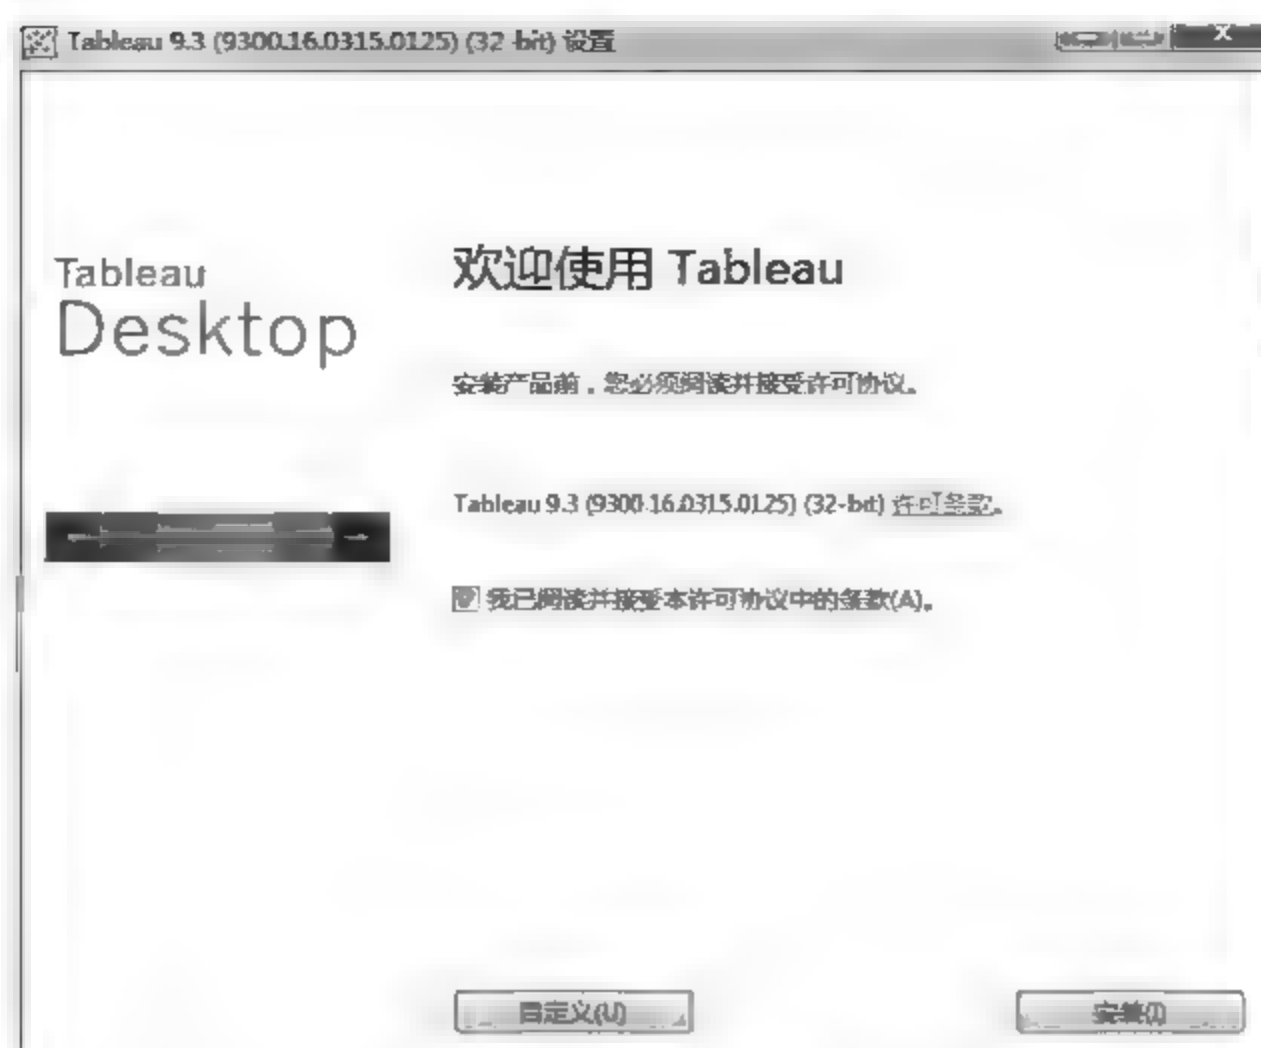 Tableau 9.3 (9300.16.0315.0125) (32-bit) 设置
Tableau
Desktop
欢迎使用 Tableau
安装产品前，您必须阅读并接受许可协议。
Tableau 9.3 (9300.16.0315.0125) (32-bit) 许可条款。
我已阅读并接受本许可协议中的条款(A)。
自定义(U)
安装(I)